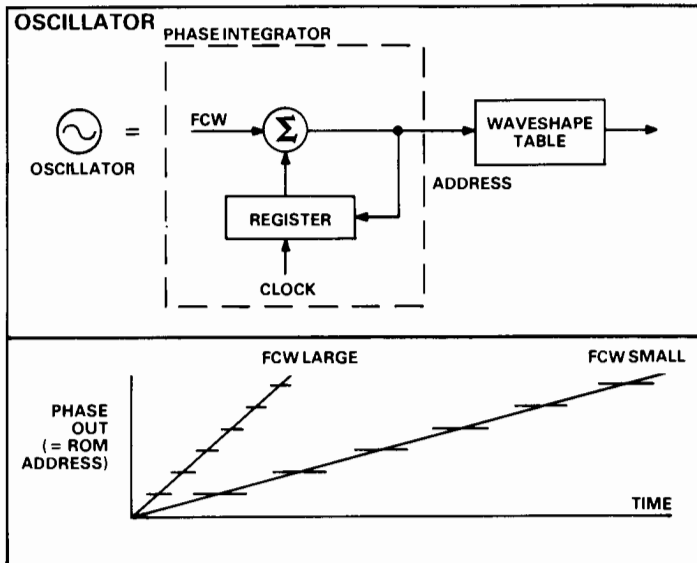 OSCILLATOR
PHASE INTEGRATOR
FCW
Σ
=
OSCILLATOR
WAVESHAPE
TABLE
ADDRESS
REGISTER
CLOCK
FCW LARGE
FCW SMALL
PHASE
OUT
(= ROM
ADDRESS)
TIME